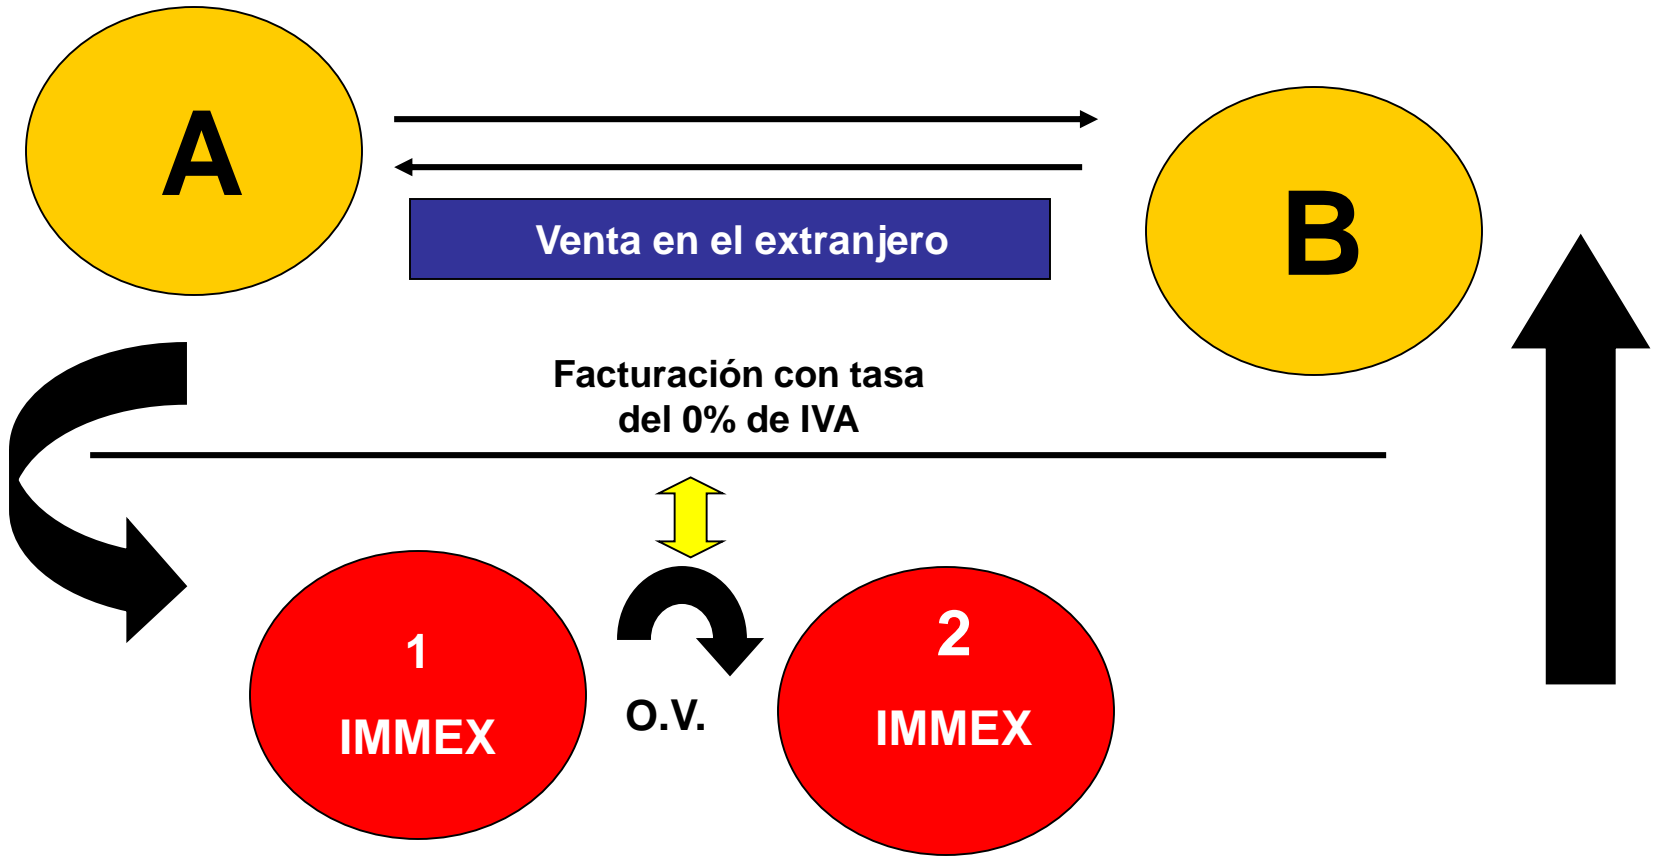 A
B
Venta en el extranjero
Facturación con tasa
del 0% de IVA
1
IMMEX
O.V.
2
IMMEX